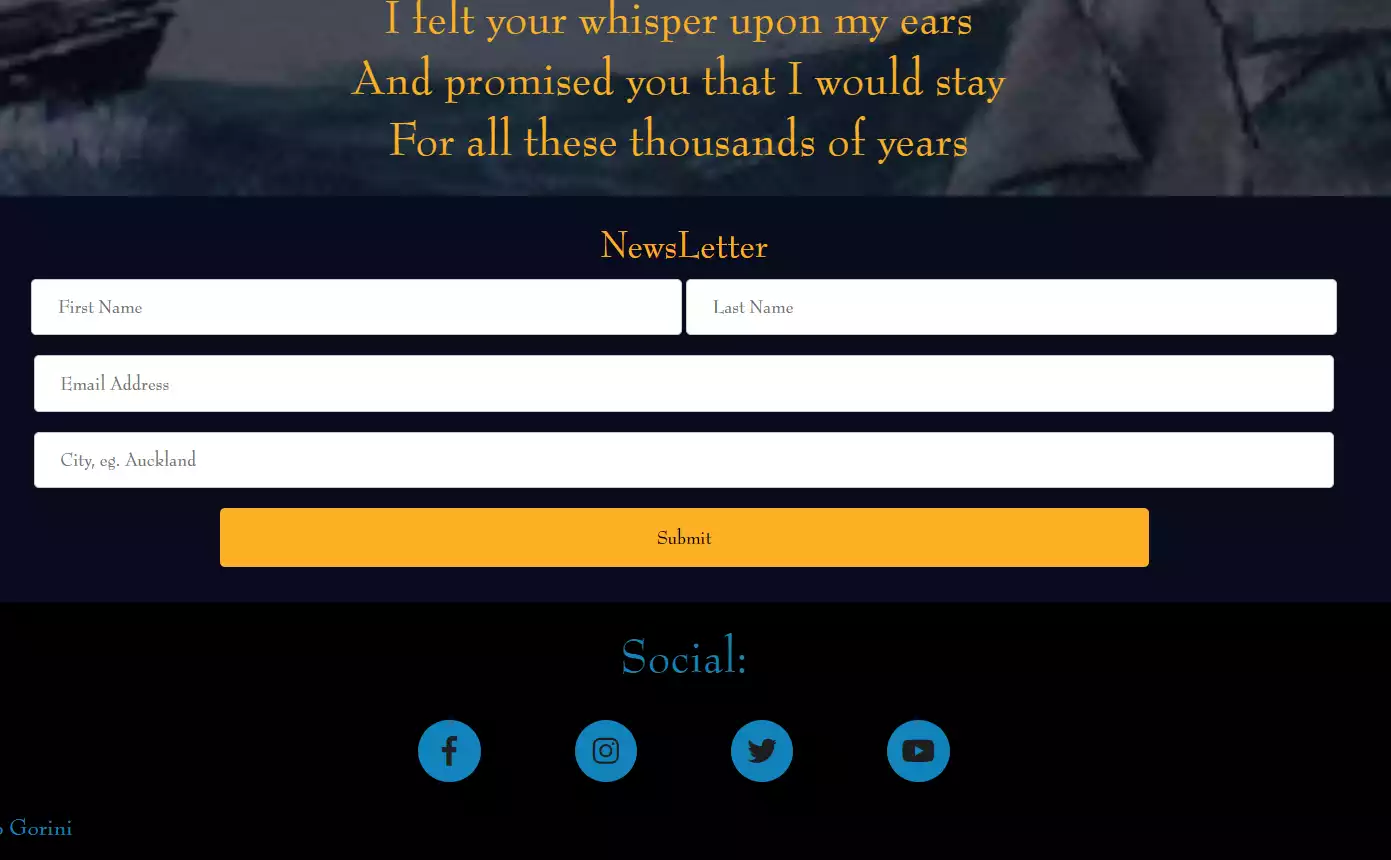 I felt your whisper upon my ears
And promised you that I would stay
For all these thousands of years
NewsLetter
First Name Last Name
Email Address
City, eg. Auckland
Submit
Social:
Gorini